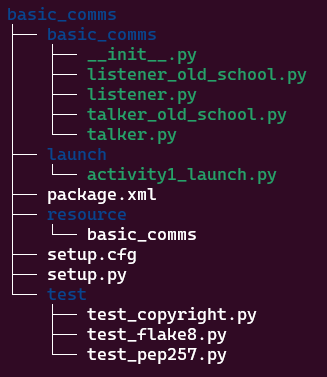 basic_comms
basic_comms
__init__.py
listener_old_school.py
listener.py
talker_old_school.py
talker.py
launch
activity1_launch.py
package.xml
resource
basic_comms
setup.cfg
setup.py
test
test_copyright.py
test_flake8.py
test_pep257.py